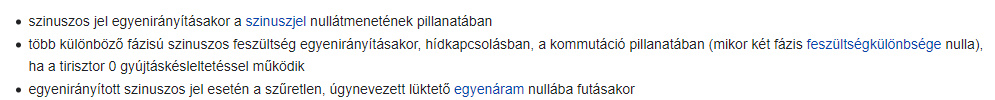 szinuszos jel egyenirányításakor a szinuszjel nullátmenetének pillanatában
több különböző fázisú szinuszos feszültség egyenirányításakor, hídkapcsolásban, a kommutáció pillanatában (mikor két fázis feszültségkülönbsége nulla),
ha a tirisztor 0 gyújtáskésleltetéssel működik
egyenirányított szinuszos jel esetén a szűretlen, úgynevezett lüktető egyenáram nullába futásakor